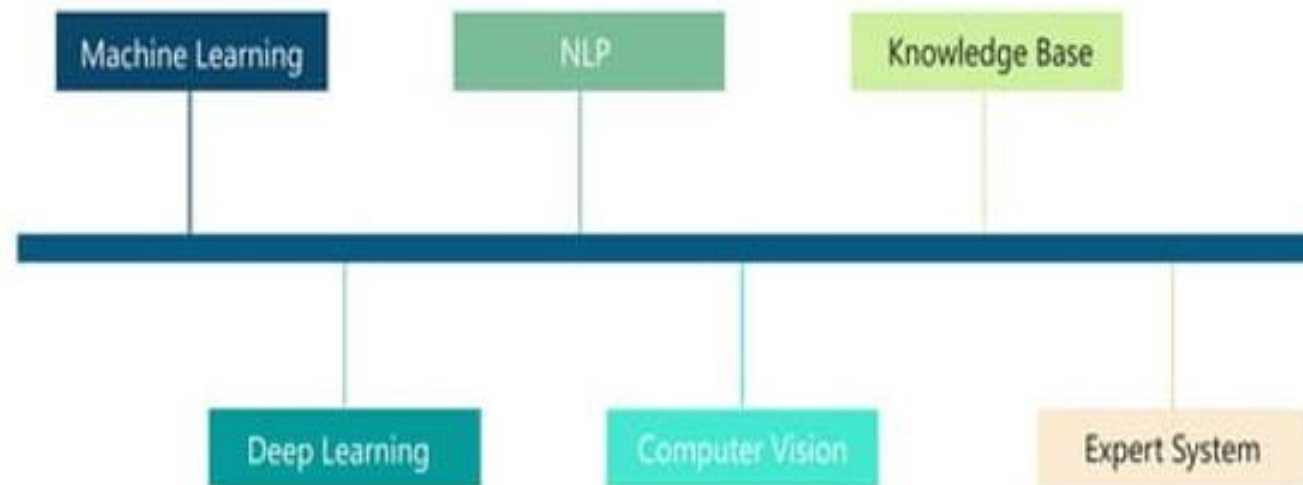 Machine Learning
NLP
Knowledge Base
Deep Learning
Computer Vision
Expert System